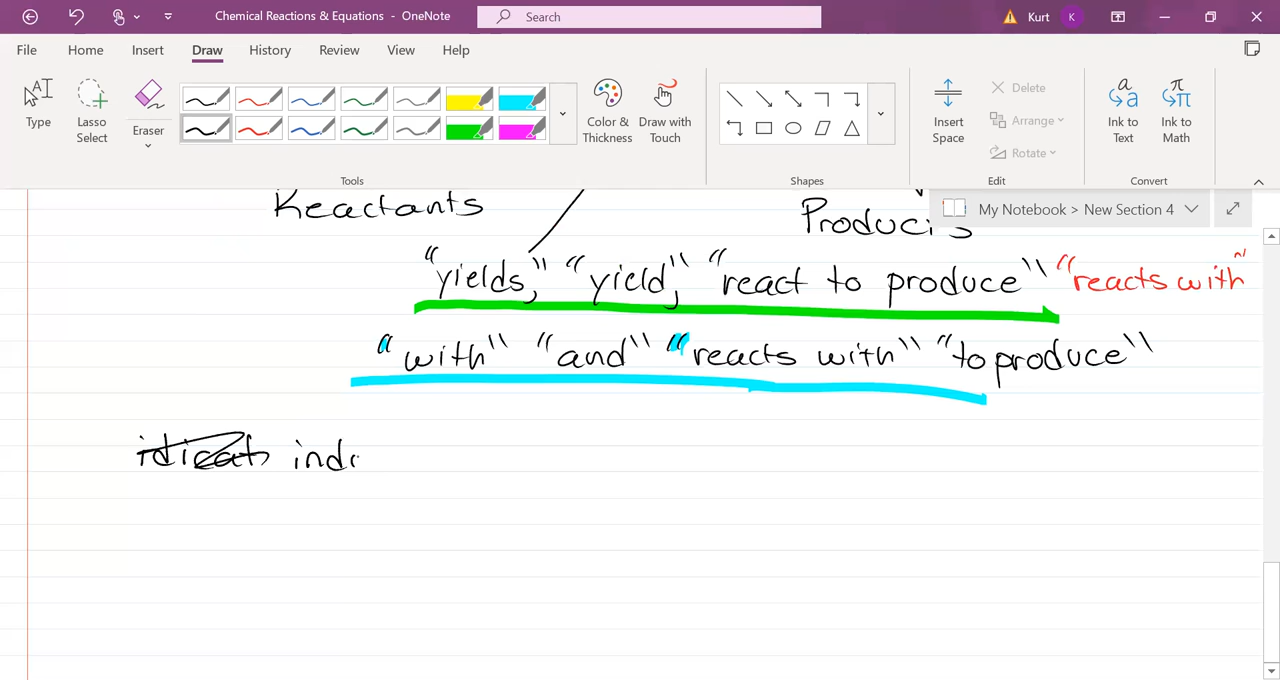 Chemical Reactions & Equations - OneNote
Search
Kurt K
File Home Insert Draw History Review View Help
Type
Lasso Select
Eraser
Color & Thickness
Draw with Touch
Insert Space
Delete
Arrange
Rotate
Ink to Text
Ink to Math
Tools Shapes Edit Convert
My Notebook > New Section 4
Reactants
Products
"yields," "yield," "react to produce" "reacts with"
"with" "and" "reacts with" "to produce"